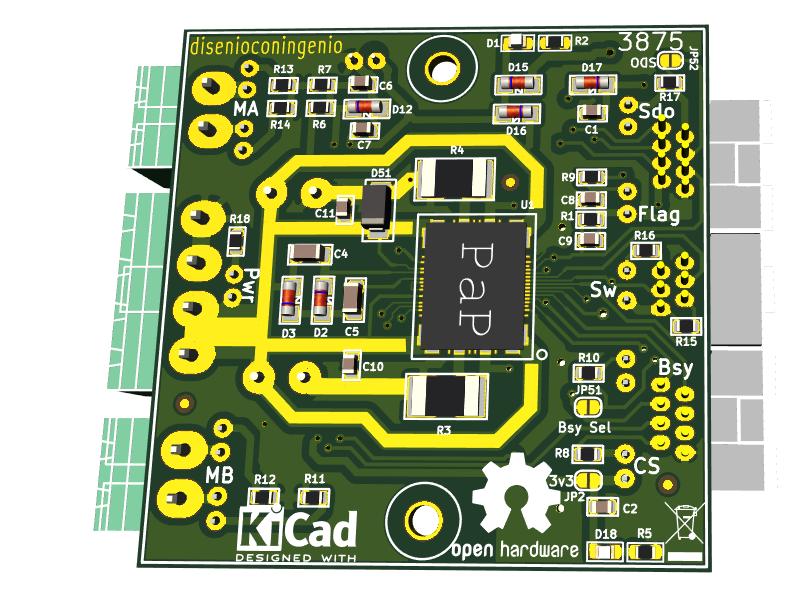 disenioconingenio
D1
R2
3875
SDO
JP52
R13
R7
C6
D15
D17
R17
MA
D12
Sdo
R14
R6
D16
C1
C7
R4
D51
R9
C11
U1
C8
R1
Flag
R18
C9
C4
R16
PaP
Pwr
Sw
D3
D2
C5
R15
C10
R10
Bsy
JP51
R3
Bsy Sel
R8
CS
MB
3v3
R12
R11
JP2
C2
KiCad
DESIGNED WITH
open hardware
D18
R5